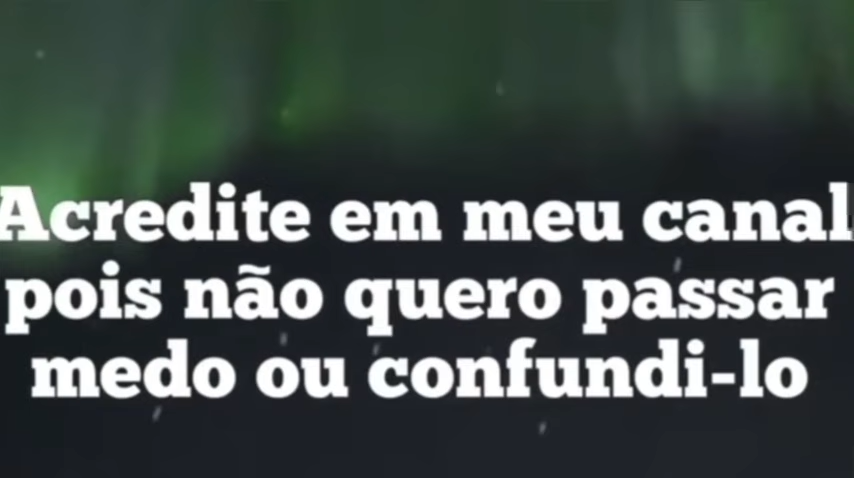 Acredite em meu canal
pois não quero passar
medo ou confundi-lo